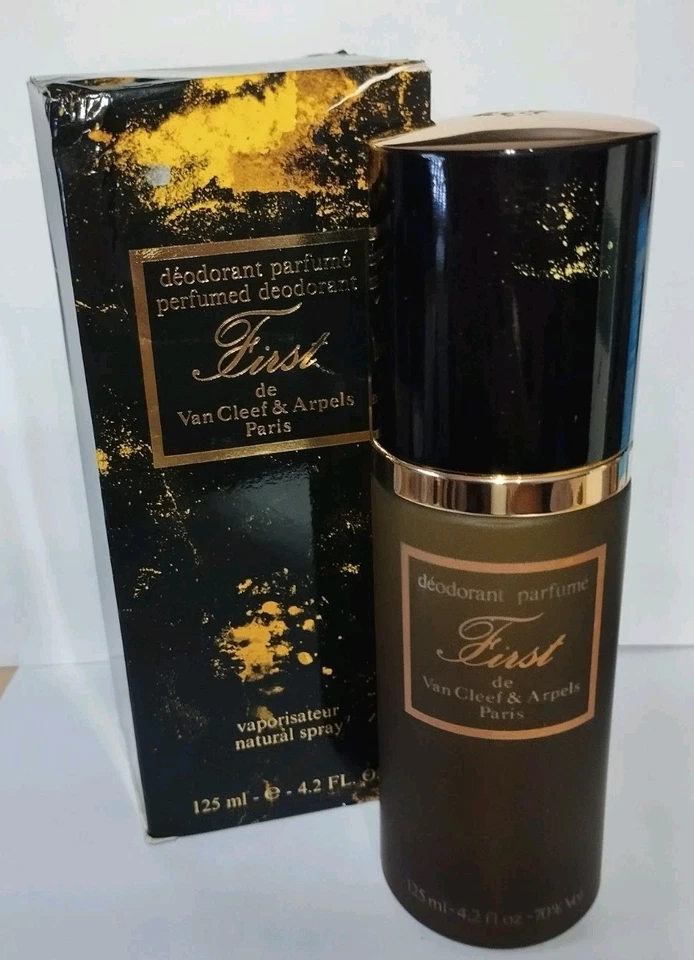 déodorant parfumé
perfumed deodorant
First
de
Van Cleef & Arpels
Paris
vaporisateur
natural spray
125 ml - e - 4.2 FL.
déodorant parfumé
First
de
Van Cleef & Arpels
Paris
125 ml - 4.2 fl oz - 70% Vol